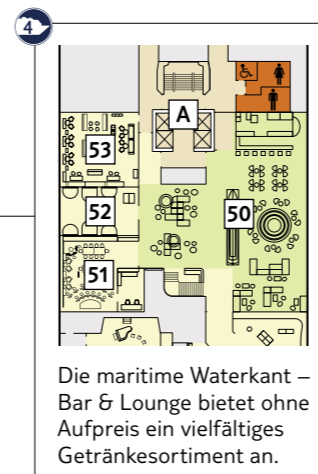 4
A
53
52
50
51
Die maritime Waterkant –
Bar & Lounge bietet ohne
Aufpreis ein vielfältiges
Getränkesortiment an.